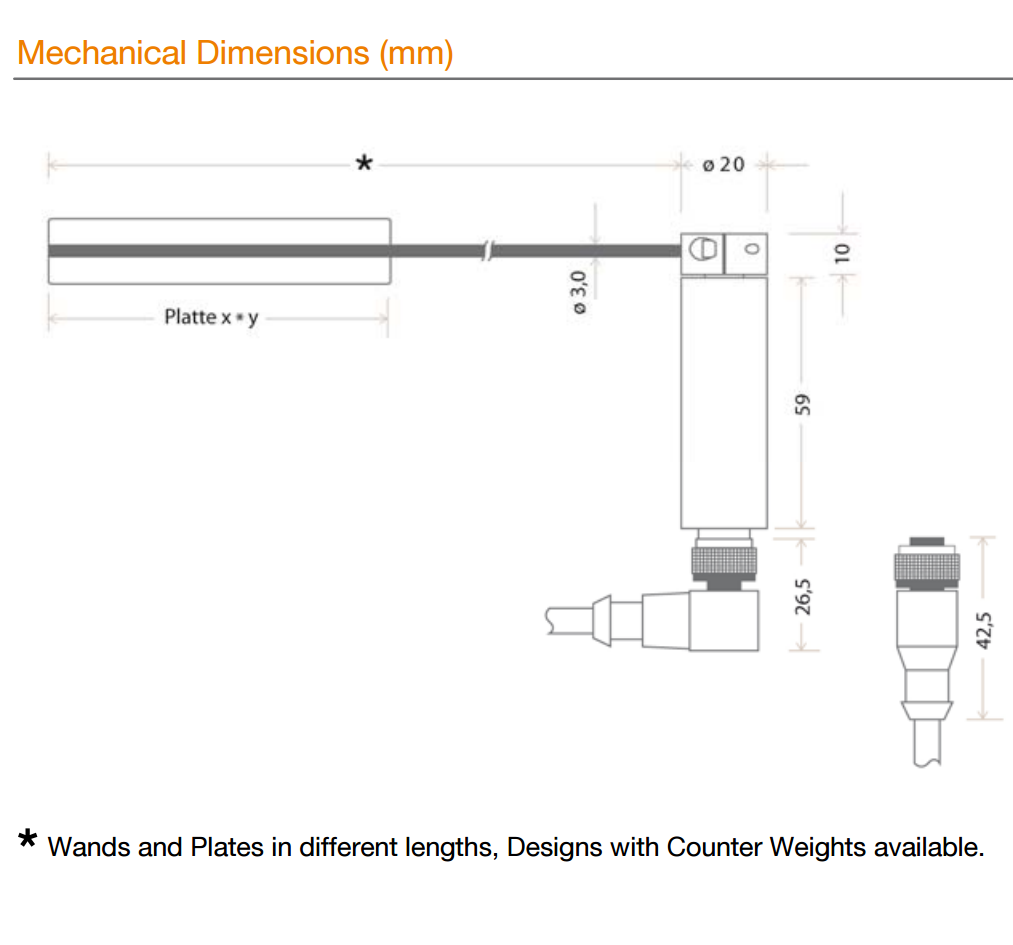 Mechanical Dimensions (mm)
* ø 20
10
ø 3,0
Platte x * y
59
26,5
42,5
* Wands and Plates in different lengths, Designs with Counter Weights available.